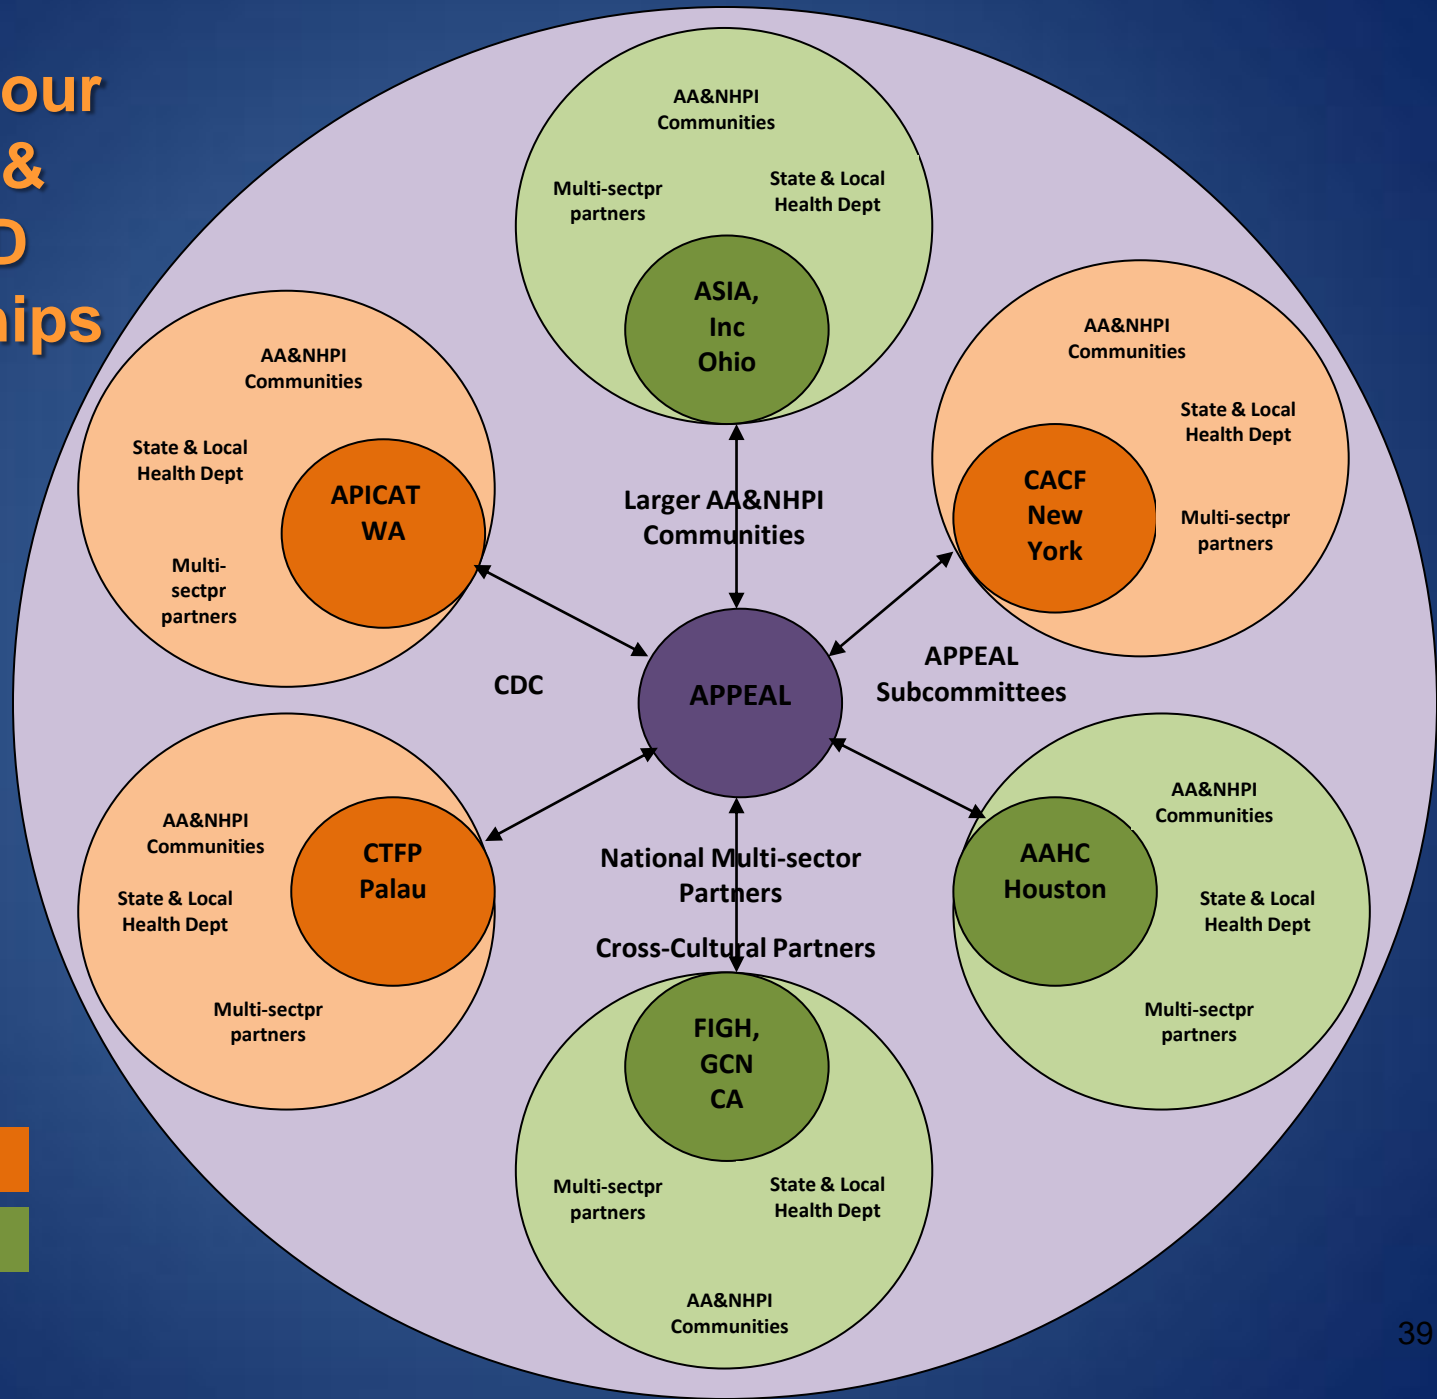 our
&
D
hips
AA&NHPI
Communities
Multi-sectpr
partners
State & Local
Health Dept
ASIA,
Inc
Ohio
AA&NHPI
Communities
State & Local
Health Dept
Multi-
sectpr
partners
APICAT
WA
AA&NHPI
Communities
State & Local
Health Dept
Multi-sectpr
partners
CACF
New
York
Larger AA&NHPI
Communities
CDC
APPEAL
APPEAL
Subcommittees
AA&NHPI
Communities
State & Local
Health Dept
Multi-sectpr
partners
CTFP
Palau
National Multi-sector
Partners
Cross-Cultural Partners
AAHC
Houston
AA&NHPI
Communities
State & Local
Health Dept
Multi-sectpr
partners
FIGH,
GCN
CA
Multi-sectpr
partners
State & Local
Health Dept
AA&NHPI
Communities
39